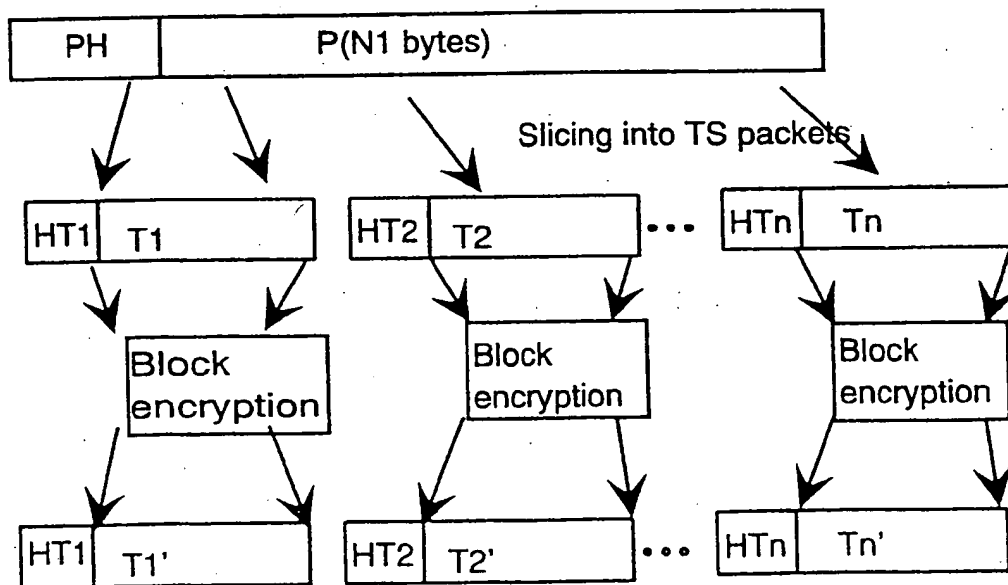 PH P(N1 bytes)
Slicing into TS packets
HT1 T1 HT2 T2 HTn Tn
Block encryption Block encryption Block encryption
HT1 T1' HT2 T2' HTn Tn'